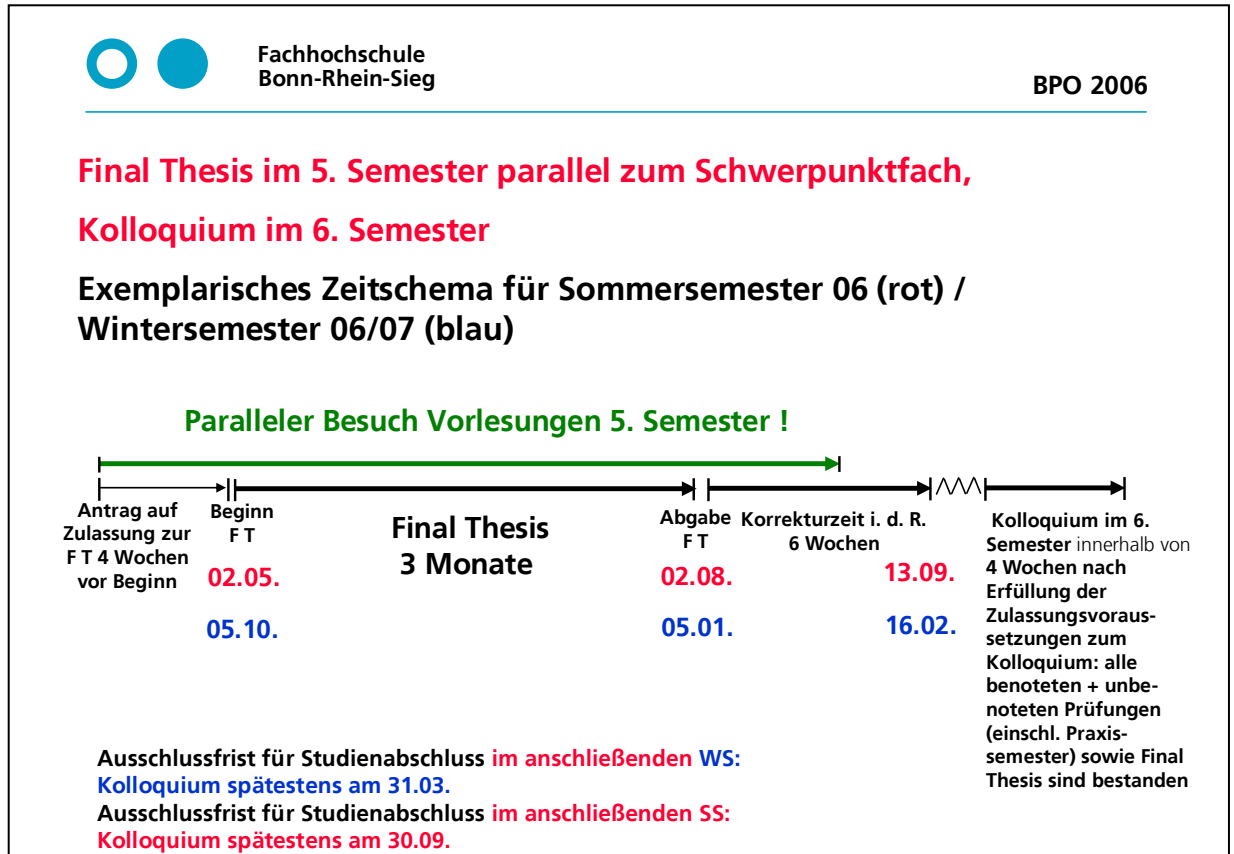 Fachhochschule
Bonn-Rhein-Sieg
BPO 2006
Final Thesis im 5. Semester parallel zum Schwerpunktfach,
Kolloquium im 6. Semester
Exemplarisches Zeitschema für Sommersemester 06 (rot) /
Wintersemester 06/07 (blau)
Paralleler Besuch Vorlesungen 5. Semester !
Antrag auf
Zulassung zur
F T 4 Wochen
vor Beginn
Beginn
F T
02.05.
05.10.
Final Thesis
3 Monate
Abgabe
F T
02.08.
05.01.
Korrekturzeit i. d. R.
6 Wochen
13.09.
16.02.
Kolloquium im 6.
Semester innerhalb von
4 Wochen nach
Erfüllung der
Zulassungsvoraus-
setzungen zum
Kolloquium: alle
benoteten + unbe-
noteten Prüfungen
(einschl. Praxis-
semester) sowie Final
Thesis sind bestanden
Ausschlussfrist für Studienabschluss im anschließenden WS:
Kolloquium spätestens am 31.03.
Ausschlussfrist für Studienabschluss im anschließenden SS:
Kolloquium spätestens am 30.09.